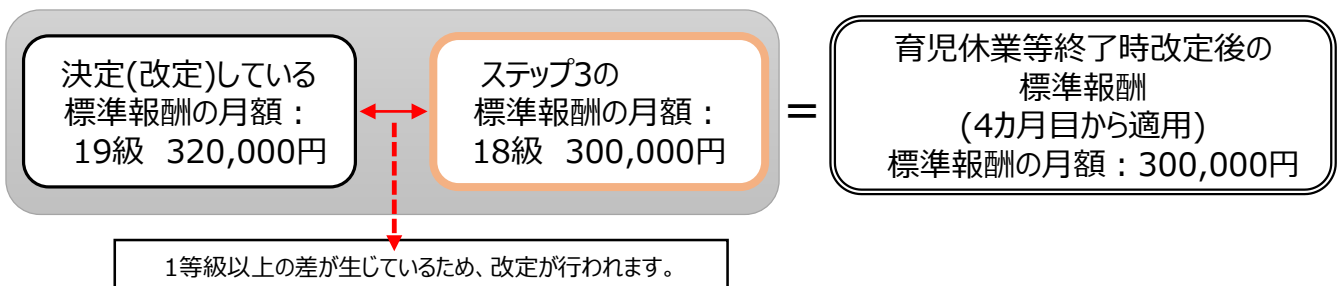 決定(改定)している
標準報酬の月額：
19級 320,000円
ステップ3の
標準報酬の月額：
18級 300,000円
＝
育児休業等終了時改定後の
標準報酬
(4カ月目から適用)
標準報酬の月額：300,000円
1等級以上の差が生じているため、改定が行われます。